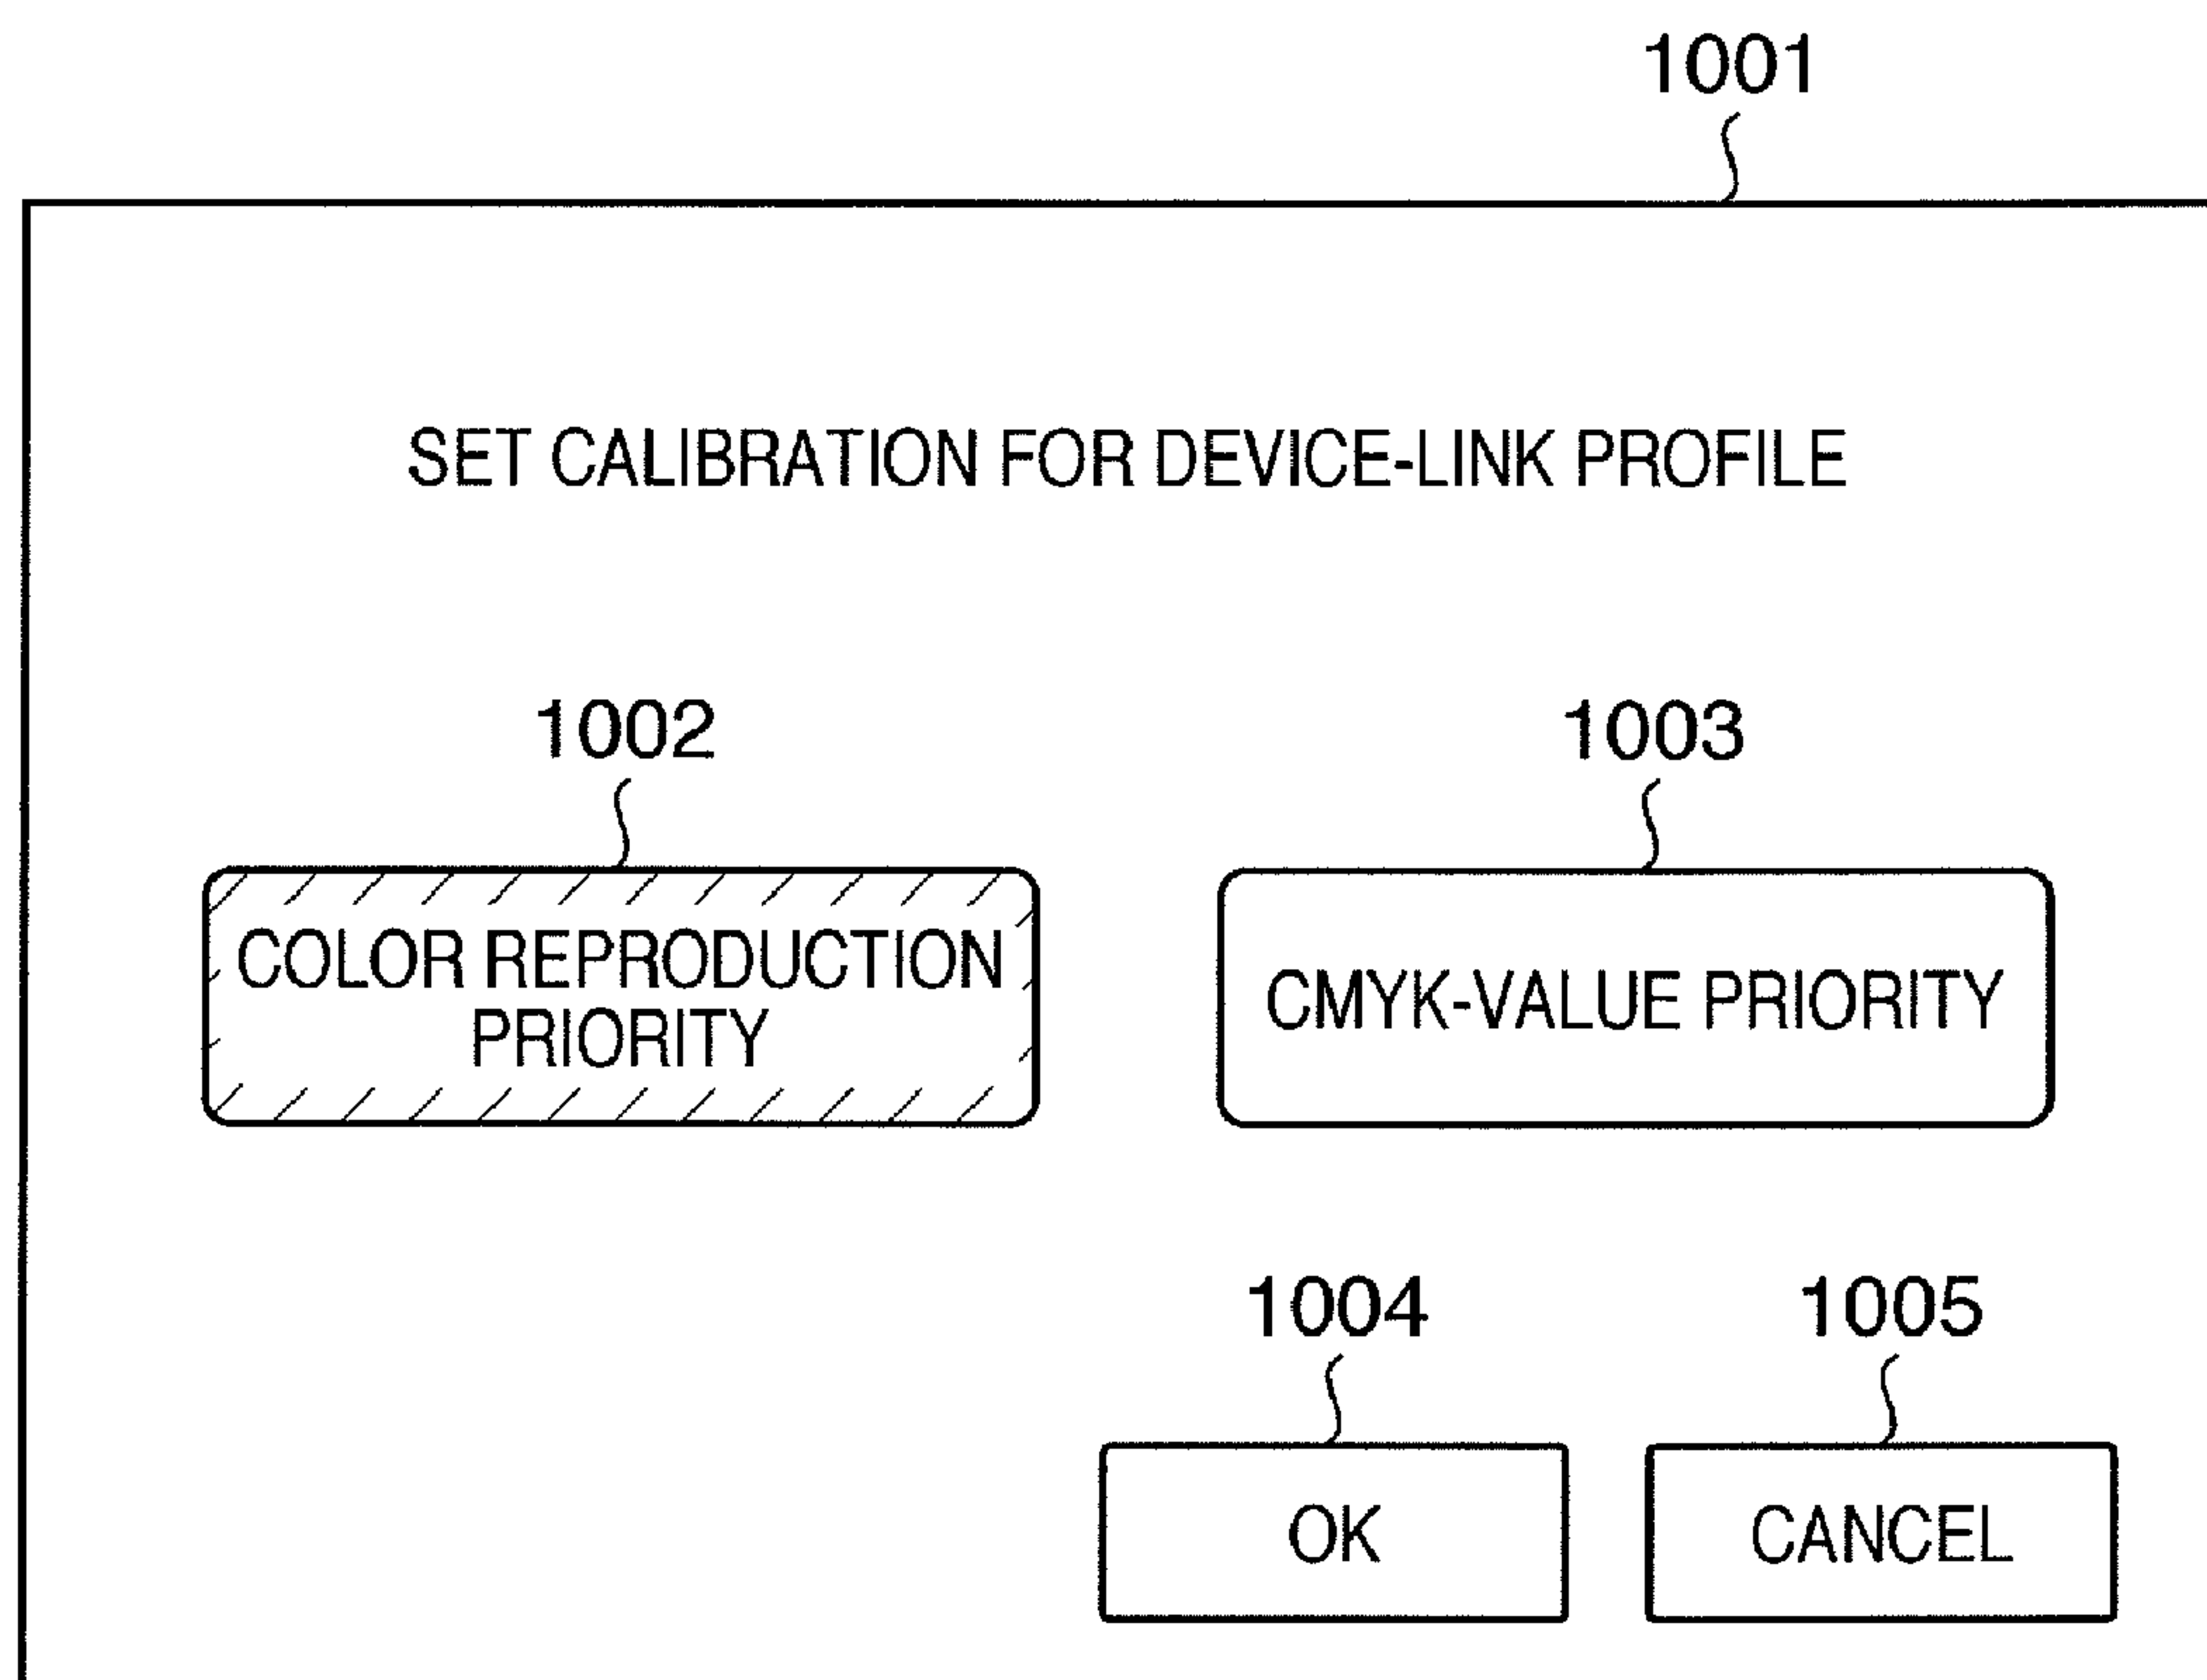 1001
SET CALIBRATION FOR DEVICE-LINK PROFILE
1002
1003
COLOR REPRODUCTION
PRIORITY
CMYK-VALUE PRIORITY
1004
1005
OK
CANCEL